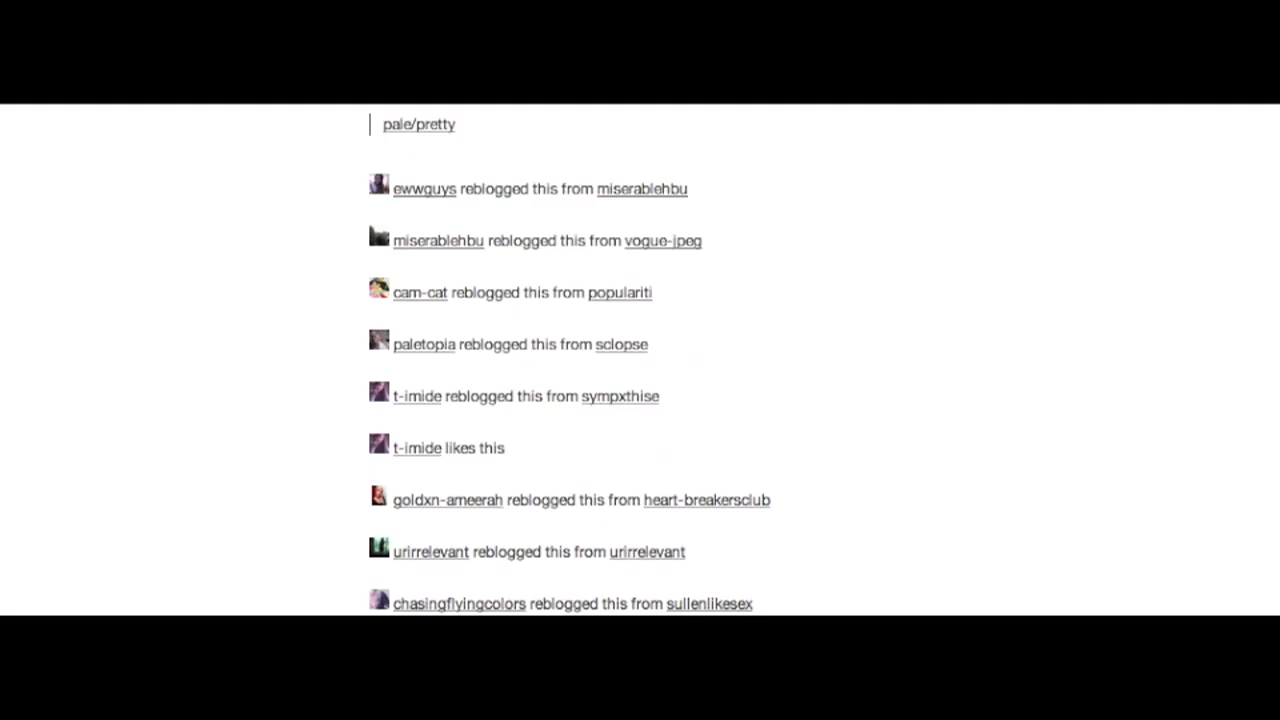 pale/pretty
ewwguys reblogged this from miserablehbu
miserablehbu reblogged this from vogue-jpeg
cam-cat reblogged this from populariti
paletopia reblogged this from sclopse
t-imide reblogged this from sympxthise
t-imide likes this
goldxn-ameerah reblogged this from heart-breakersclub
urirrelevant reblogged this from urirrelevant
chasingflyingcolors reblogged this from sullenlikesex